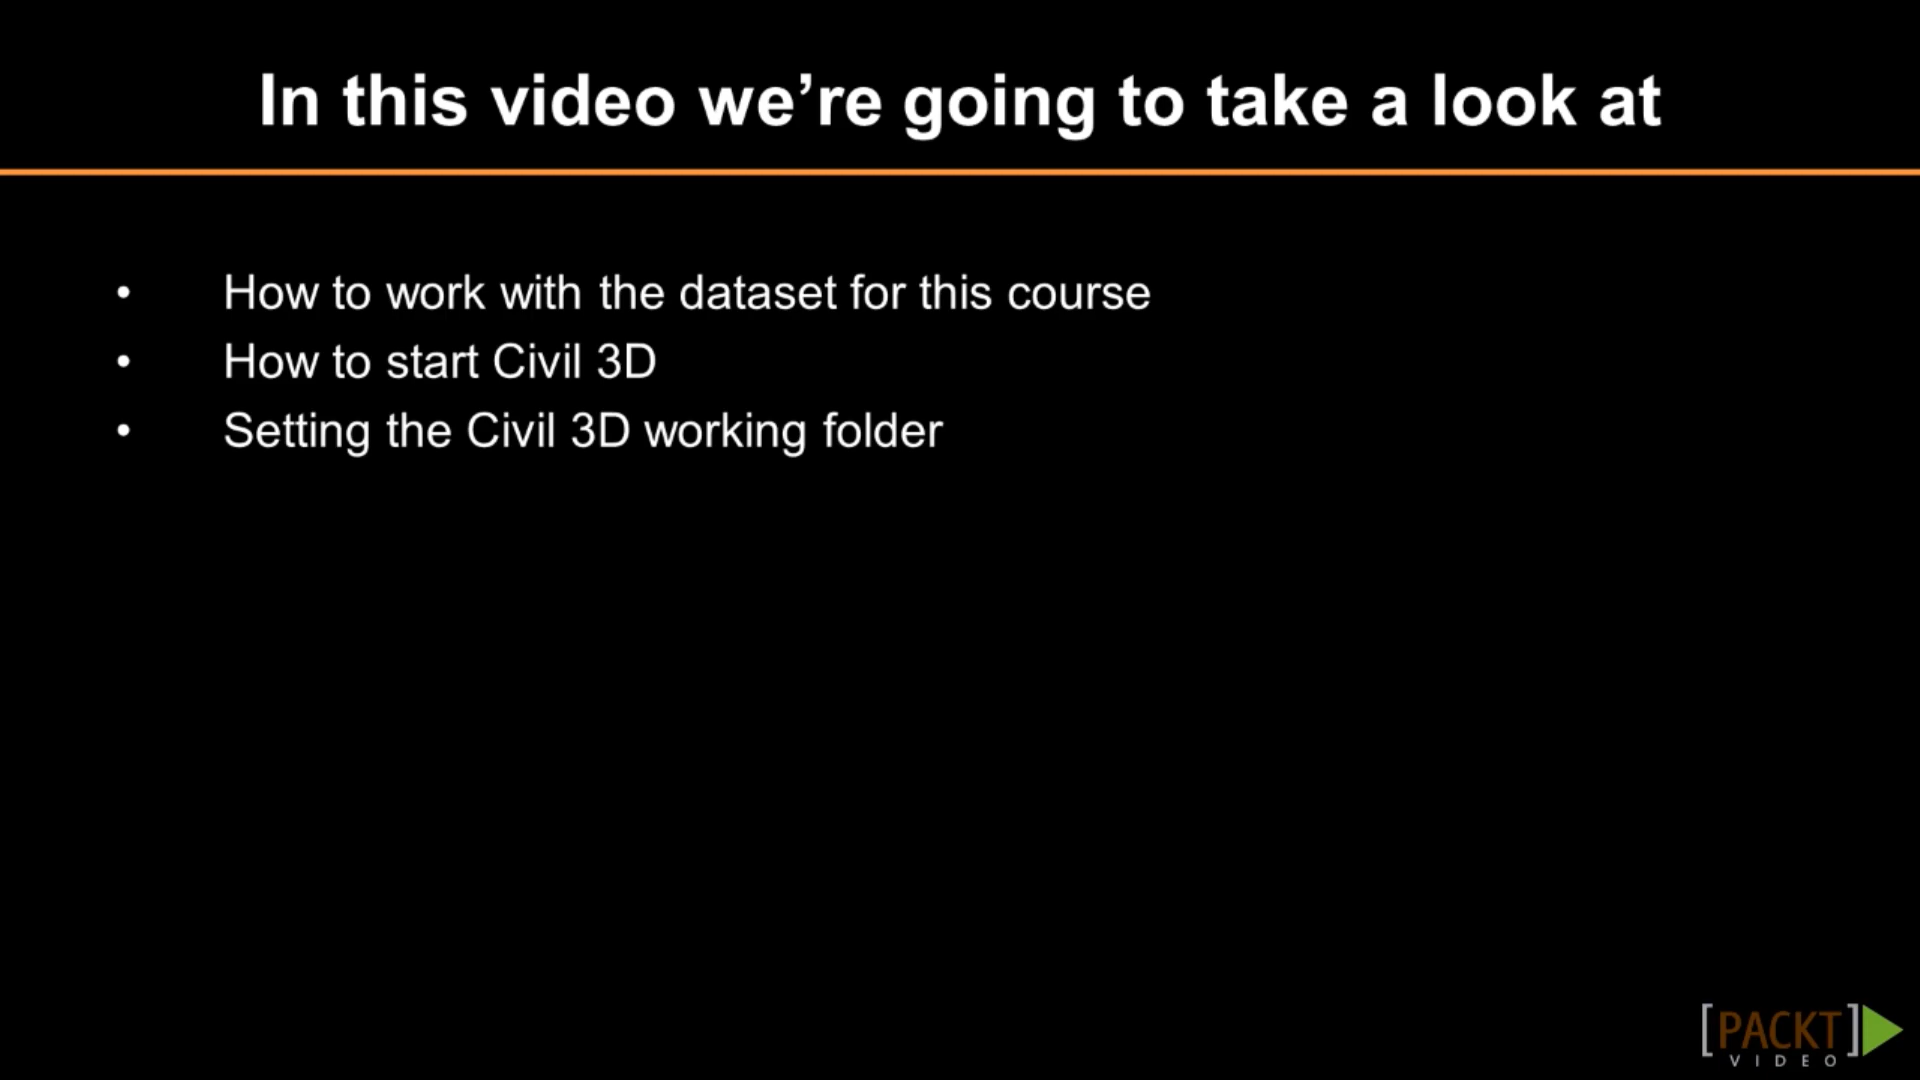 In this video we’re going to take a look at
• How to work with the dataset for this course
• How to start Civil 3D
• Setting the Civil 3D working folder
[PACKT]
VIDEO